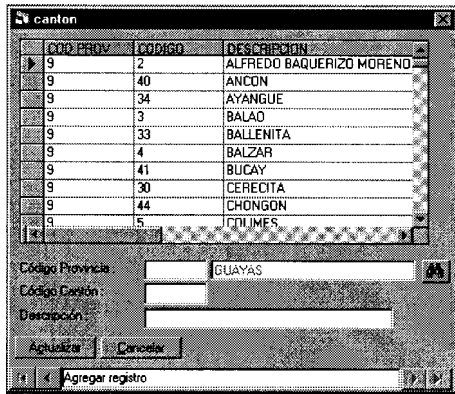 canton
COD PROV CODIGO DESCRIPCION
9 2 ALFREDO BAQUERIZO MORENO
9 40 ANCON
9 34 AYANGUE
9 3 BALAO
9 33 BALLENITA
9 4 BALZAR
9 41 BUCAY
9 30 CERECITA
9 44 CHONGON
9 5 COLIMES
Código Provincia : GUAYAS
Código Cantón :
Descripción :
Actualizar Cancelar
Agregar registro